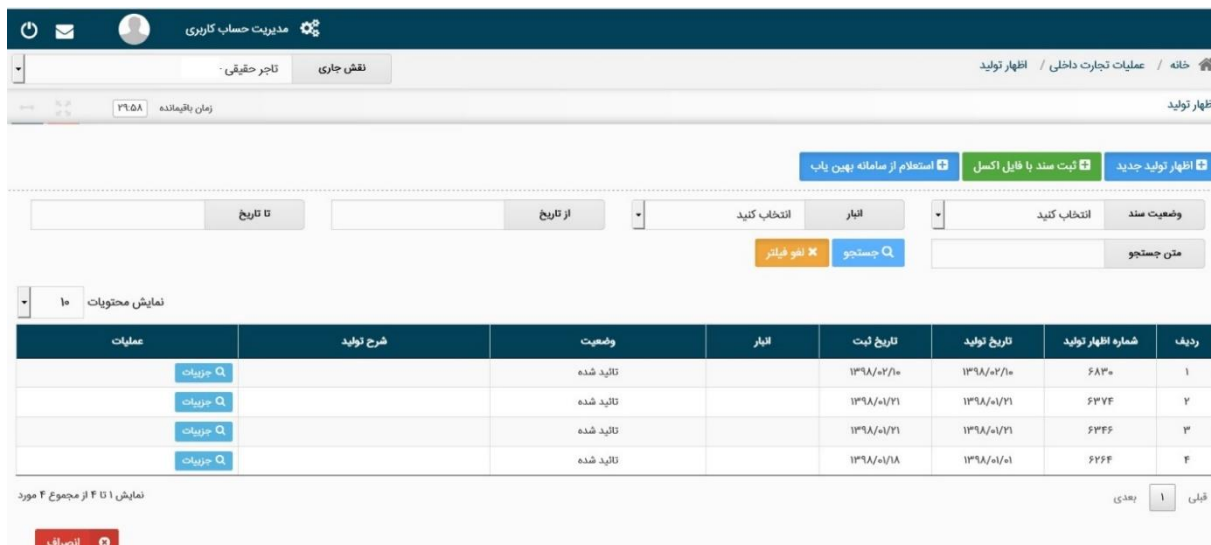 مدیریت حساب کاربری
خانه / عملیات تجارت داخلی / اظهار تولید
نقش جاری تاجر حقیقی -
ظهار تولید
زمان باقیمانده ۲۹:۵۸
اظهار تولید جدید ثبت سند با فایل اکسل استعلام از سامانه بهین یاب
وضعیت سند انتخاب کنید انبار انتخاب کنید از تاریخ تا تاریخ
متن جستجو جستجو لغو فیلتر
نمایش محتویات ۱۰
ردیف شماره اظهار تولید تاریخ تولید تاریخ ثبت انبار وضعیت شرح تولید عملیات
۱ ۶۸۳۰ ۱۳۹۸/۰۲/۱۰ ۱۳۹۸/۰۲/۱۰ تائید شده جزییات
۲ ۶۳۷۴ ۱۳۹۸/۰۱/۲۱ ۱۳۹۸/۰۱/۲۱ تائید شده جزییات
۳ ۶۳۴۶ ۱۳۹۸/۰۱/۲۱ ۱۳۹۸/۰۱/۲۱ تائید شده جزییات
۴ ۶۲۶۴ ۱۳۹۸/۰۱/۰۱ ۱۳۹۸/۰۱/۱۸ تائید شده جزییات
قبلی ۱ بعدی
نمایش ۱ تا ۴ از مجموع ۴ مورد
انصراف